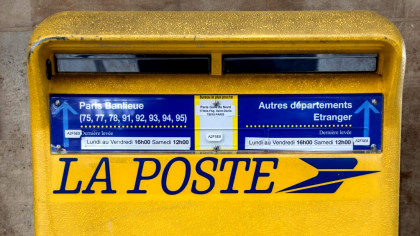 Paris Banlieue
(75, 77, 78, 91, 92, 93, 94, 95)
Dernière levée
Lundi au Vendredi 16h00 Samedi 12h00
Autres départements
Etranger
Dernière levée
Lundi au Vendredi 16h00 Samedi 12h00
LA POSTE